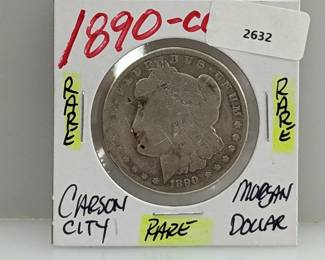 1890-CC
2632
RARE
RARE
E PLURIBUS UNUM
1890
CARSON CITY
RARE
MORGAN DOLLAR